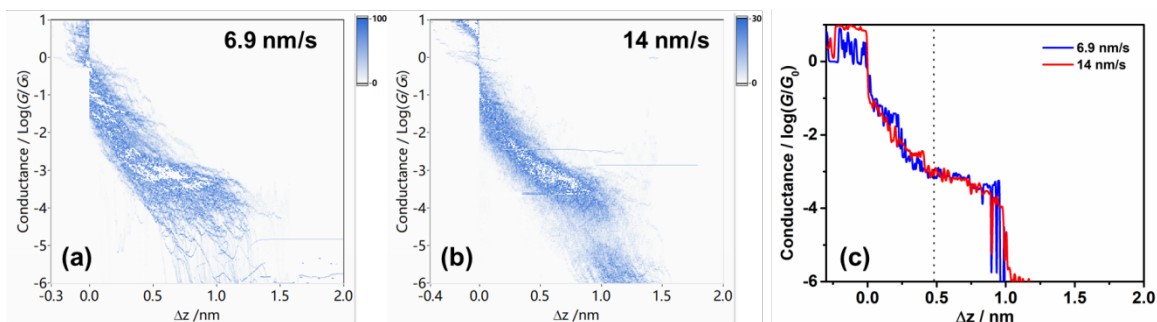 100
0
6.9 nm/s
1
0
-1
-2
-3
-4
-5
-6
Conductance / Log(G/G₀)
(a)
-0.3 0.0 0.5 1.0 1.5 2.0
Δz /nm
30
0
14 nm/s
1
0
-1
-2
-3
-4
-5
-6
Conductance / Log(G/G₀)
(b)
-0.4 0.0 0.5 1.0 1.5 2.0
Δz /nm
6.9 nm/s
14 nm/s
0
-2
-4
-6
Conductance / log(G/G₀)
(c)
0.0 0.5 1.0 1.5 2.0
Δz / nm